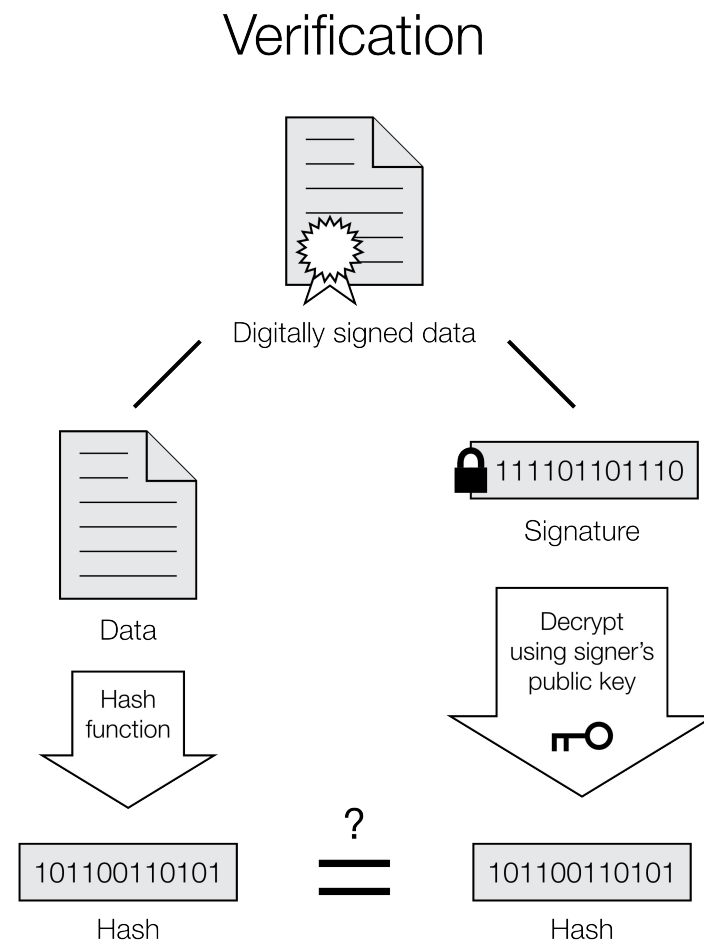 Verification
Digitally signed data
111101101110
Signature
Data
Decrypt
using signer's
public key
Hash
function
?
101100110101
=
101100110101
Hash
Hash